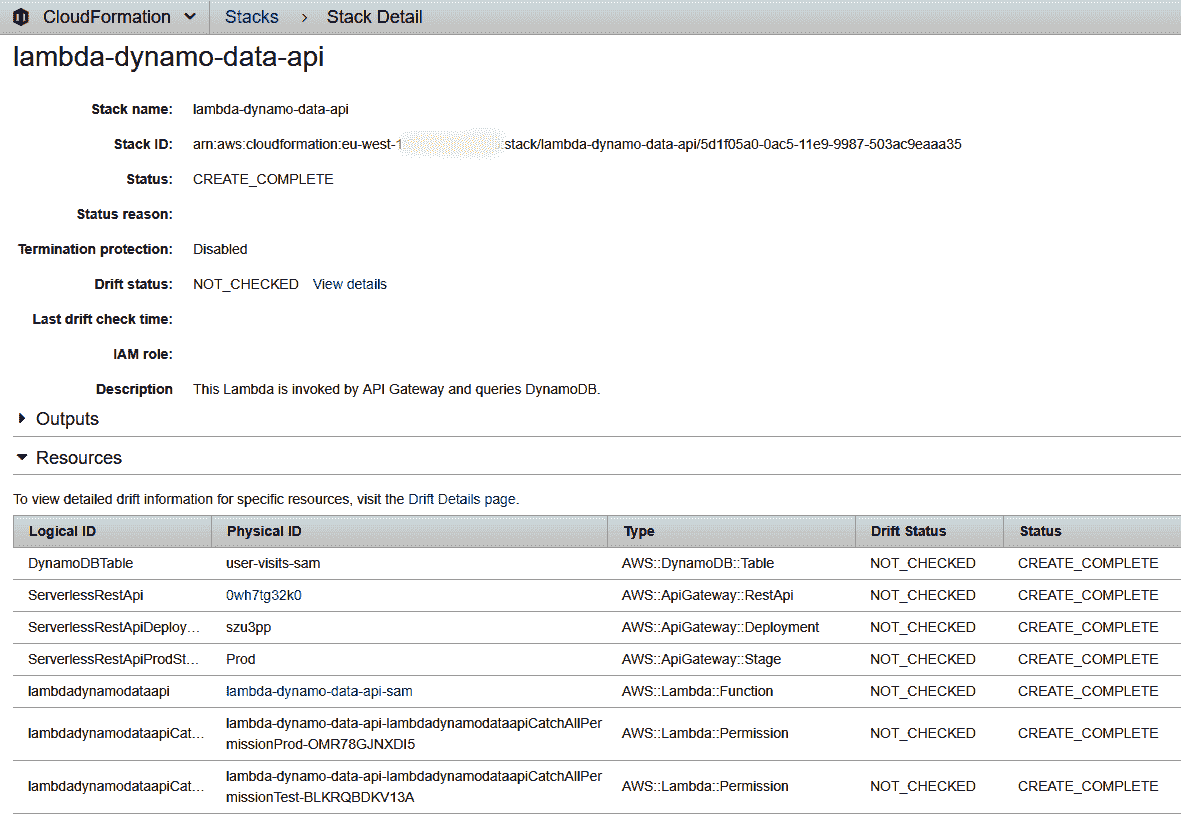 CloudFormation Stacks > Stack Detail
lambda-dynamo-data-api
Stack name: lambda-dynamo-data-api
Stack ID: arn:aws:cloudformation:eu-west-1 :stack/lambda-dynamo-data-api/5d1f05a0-0ac5-11e9-9987-503ac9eaaa35
Status: CREATE_COMPLETE
Status reason:
Termination protection: Disabled
Drift status: NOT_CHECKED View details
Last drift check time:
IAM role:
Description This Lambda is invoked by API Gateway and queries DynamoDB.
Outputs
Resources
To view detailed drift information for specific resources, visit the Drift Details page.
Logical ID Physical ID Type Drift Status Status
DynamoDBTable user-visits-sam AWS::DynamoDB::Table NOT_CHECKED CREATE_COMPLETE
ServerlessRestApi 0wh7tg32k0 AWS::ApiGateway::RestApi NOT_CHECKED CREATE_COMPLETE
ServerlessRestApiDeploy... szu3pp AWS::ApiGateway::Deployment NOT_CHECKED CREATE_COMPLETE
ServerlessRestApiProdSt... Prod AWS::ApiGateway::Stage NOT_CHECKED CREATE_COMPLETE
lambdadynamodataapi lambda-dynamo-data-api-sam AWS::Lambda::Function NOT_CHECKED CREATE_COMPLETE
lambdadynamodataapiCat... lambda-dynamo-data-api-lambdadynamodataapiCatchAllPer AWS::Lambda::Permission NOT_CHECKED CREATE_COMPLETE
missionProd-OMR78GJNXDI5
lambdadynamodataapiCat... lambda-dynamo-data-api-lambdadynamodataapiCatchAllPer AWS::Lambda::Permission NOT_CHECKED CREATE_COMPLETE
missionTest-BLKRQBDKV13A